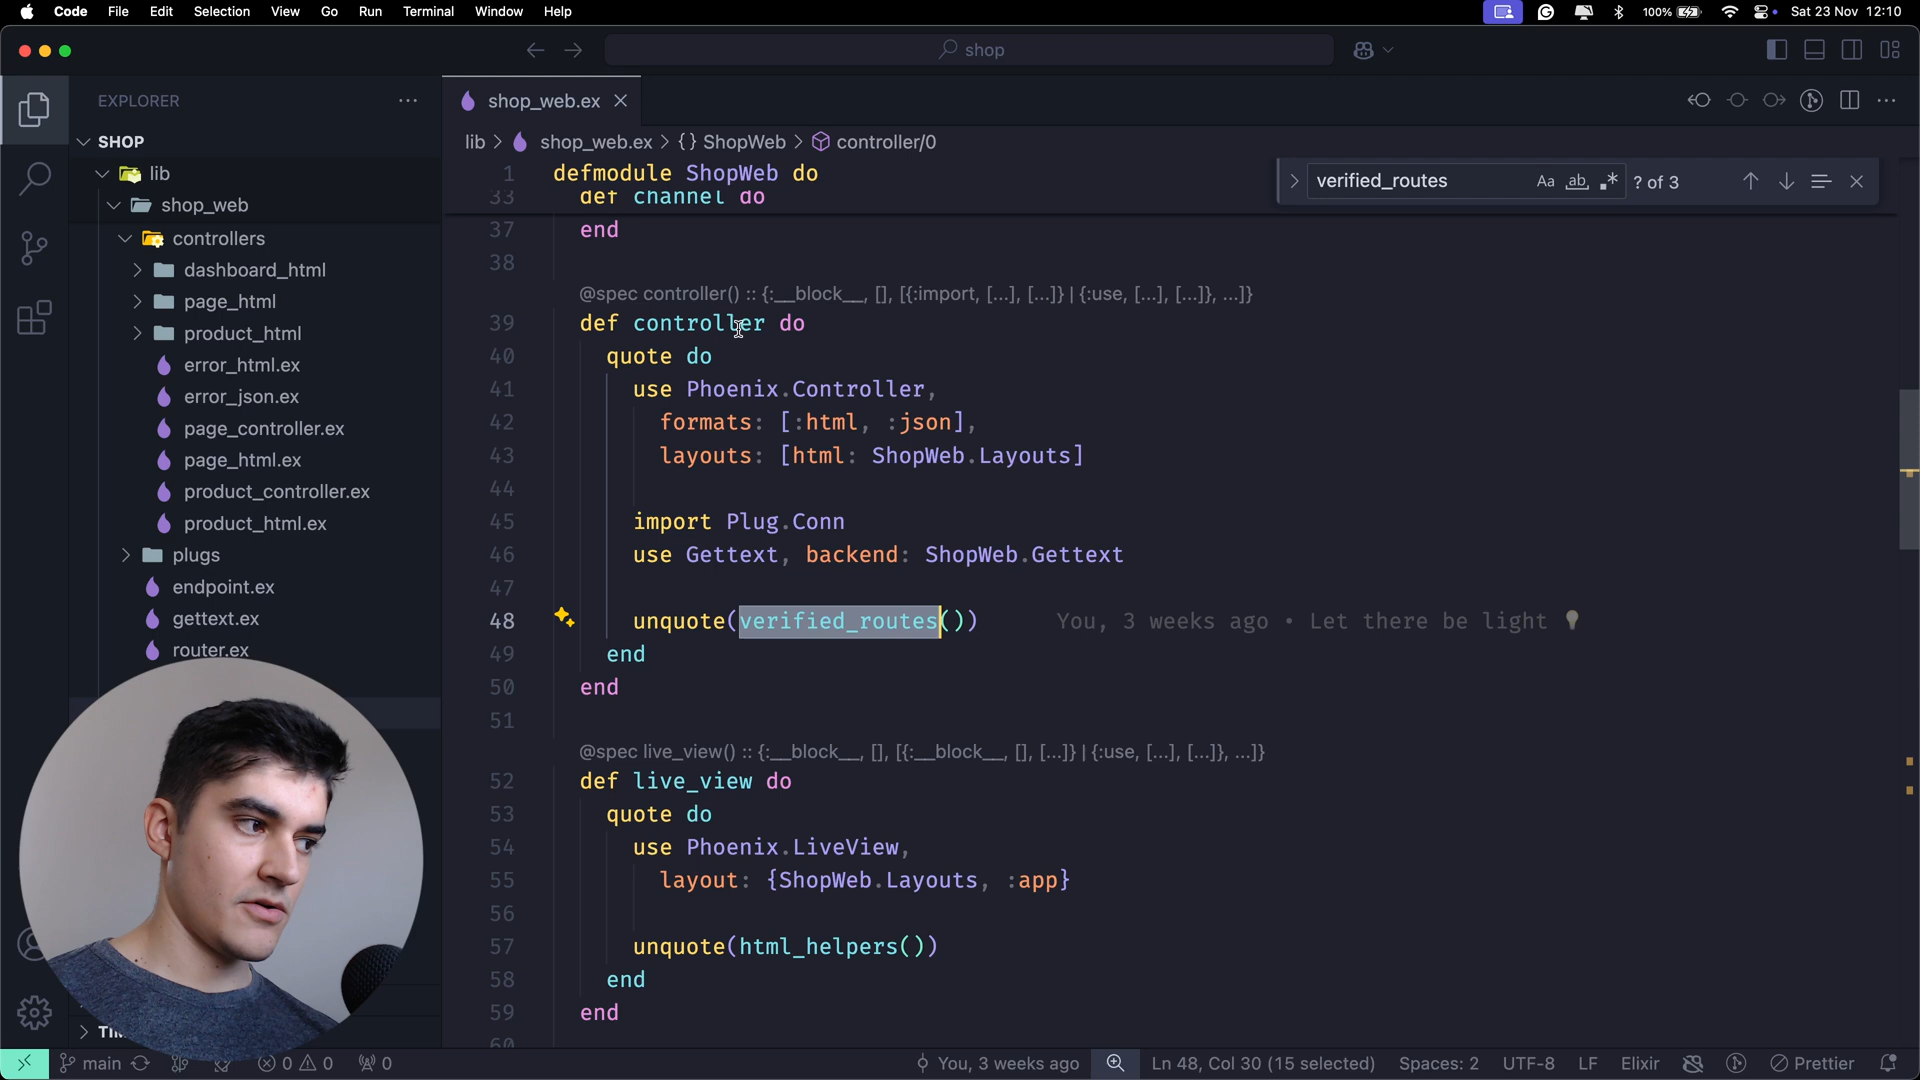 Code File Edit Selection View Go Run Terminal Window Help 100% Sat 23 Nov 12:10
shop
EXPLORER
SHOP
lib
shop_web
controllers
dashboard_html
page_html
product_html
error_html.ex
error_json.ex
page_controller.ex
page_html.ex
product_controller.ex
product_html.ex
plugs
endpoint.ex
gettext.ex
router.ex
shop_web.ex
lib > shop_web.ex > {} ShopWeb > controller/0
verified_routes Aa ab .* ? of 3
1 defmodule ShopWeb do
33 def channel do
37 end
38
@spec controller() :: {:__block__, [], [{:import, [...], [...]} | {:use, [...], [...]}, ...]}
39 def controller do
40 quote do
41 use Phoenix.Controller,
42 formats: [:html, :json],
43 layouts: [html: ShopWeb.Layouts]
44
45 import Plug.Conn
46 use Gettext, backend: ShopWeb.Gettext
47
48 unquote(verified_routes()) You, 3 weeks ago • Let there be light
49 end
50 end
51
@spec live_view() :: {:__block__, [], [{:__block__, [], [...]} | {:use, [...], [...]}, ...]}
52 def live_view do
53 quote do
54 use Phoenix.LiveView,
55 layout: {ShopWeb.Layouts, :app}
56
57 unquote(html_helpers())
58 end
59 end
60
main 0 0 0 You, 3 weeks ago Ln 48, Col 30 (15 selected) Spaces: 2 UTF-8 LF Elixir Prettier